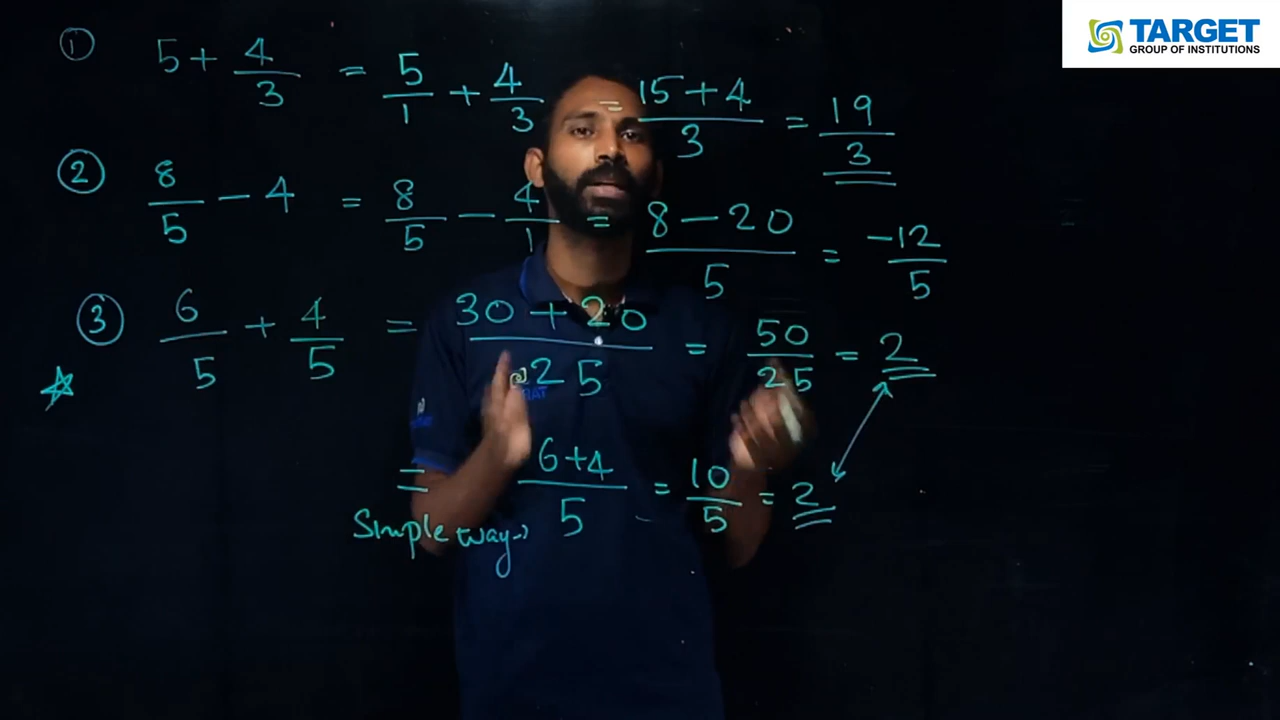 TARGET
GROUP OF INSTITUTIONS
① 5 + 4/3 = 5/1 + 4/3 = 15 + 4/3 = 19/3
② 8/5 - 4 = 8/5 - 4/1 = 8 - 20/5 = -12/5
③ 6/5 + 4/5 = 30 + 20/25 = 50/25 = 2
= 6+4/5 = 10/5 = 2
Simple way→